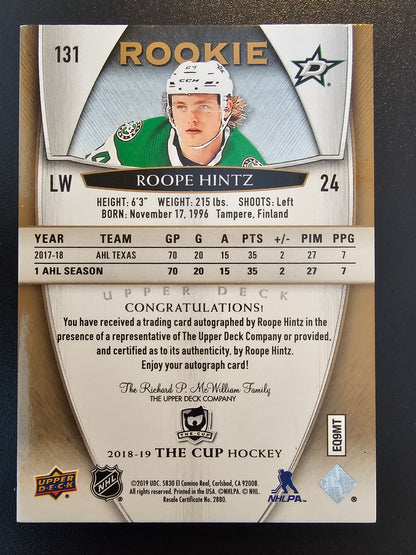 131
ROOKIE
D
24
CCM
ROOPE HINTZ
LW
24
HEIGHT: 6'3" WEIGHT: 215 lbs. SHOOTS: Left
BORN: November 17, 1996 Tampere, Finland
YEAR TEAM GP G A PTS +/- PIM PPG
2017-18 AHL TEXAS 70 20 15 35 2 27 7
1 AHL SEASON 70 20 15 35 2 27 7
UPPER DECK
CONGRATULATIONS!
You have received a trading card autographed by Roope Hintz in the
presence of a representative of The Upper Deck Company or provided,
and certified as to its authenticity, by Roope Hintz.
Enjoy your autograph card!
The Richard P. McWilliam Family
THE UPPER DECK COMPANY
THE CUP
2018-19 THE CUP HOCKEY
EQ9MT
UPPER DECK
NHL
NHLPA
©2019 UDC. 5830 El Camino Real, Carlsbad, CA 92008.
All rights reserved. Printed in the USA. ©NHLPA. © NHL.
Resale Certificate No. 2880.